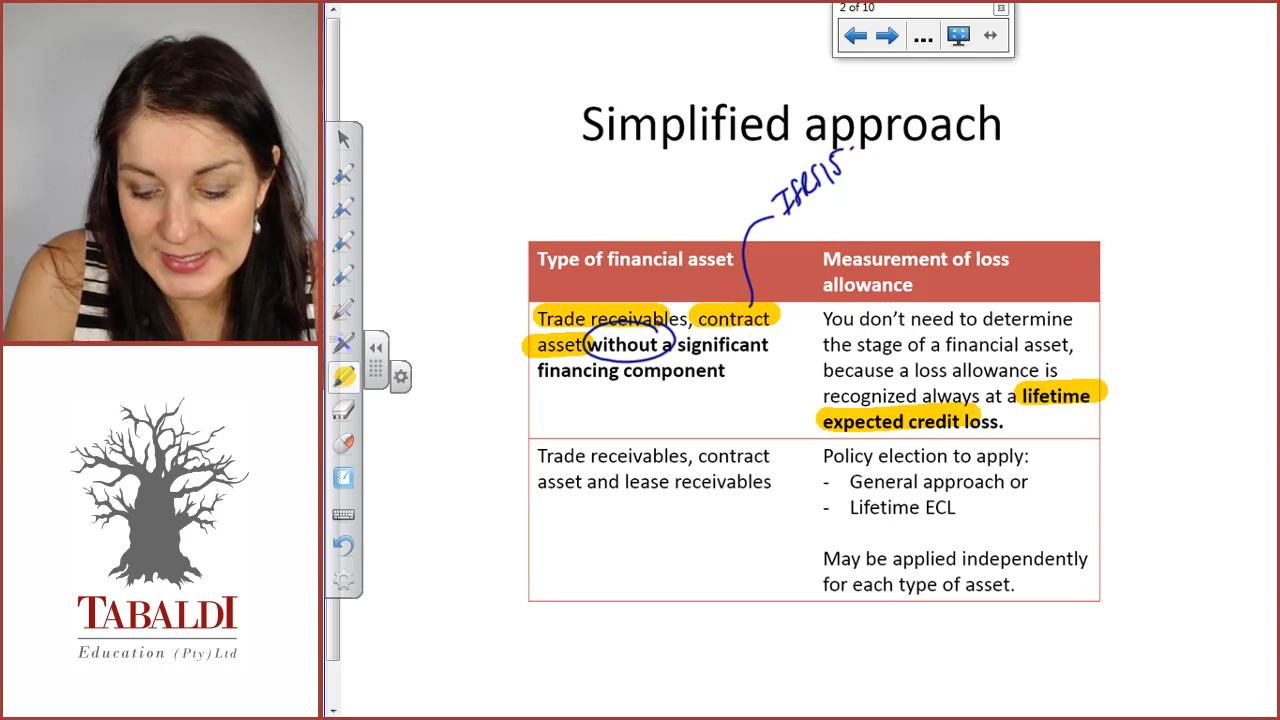 2 of 10
Simplified approach
IFRS15
Type of financial asset
Measurement of loss
allowance
Trade receivables, contract
asset without a significant
financing component
You don't need to determine
the stage of a financial asset,
because a loss allowance is
recognized always at a lifetime
expected credit loss.
Trade receivables, contract
asset and lease receivables
Policy election to apply:
- General approach or
- Lifetime ECL
May be applied independently
for each type of asset.
TABALDI
Education (Pty) Ltd